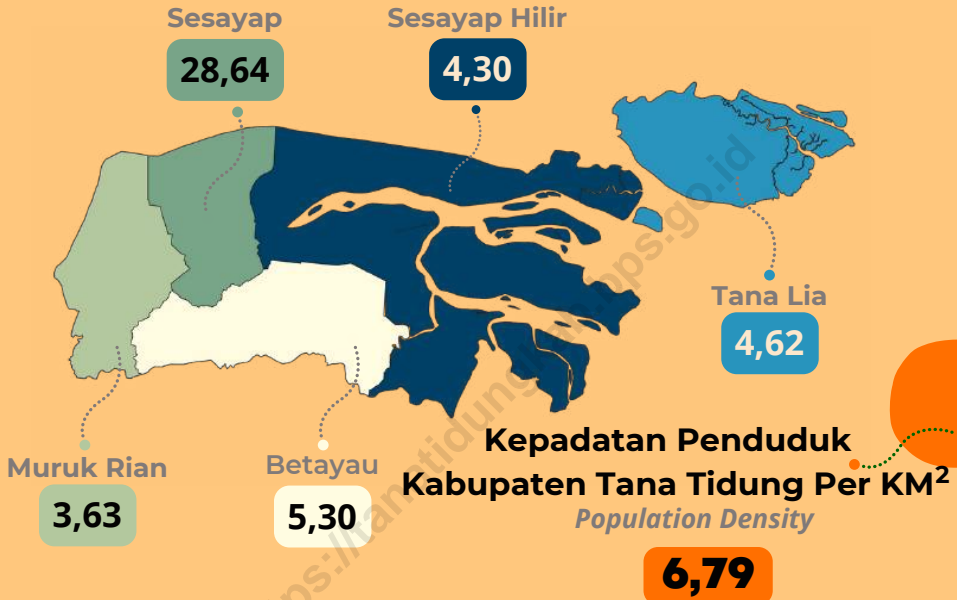 Sesayap
28,64
Sesayap Hilir
4,30
Tana Lia
4,62
Muruk Rian
3,63
Betayau
5,30
Kepadatan Penduduk
Kabupaten Tana Tidung Per KM²
Population Density
6,79